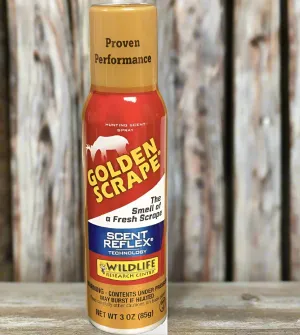 Proven
Performance
HUNTING SCENT
SPRAY
GOLDEN
SCRAPE
The
Smell of
a Fresh Scrape
SCENT
REFLEX®
TECHNOLOGY
WILDLIFE
RESEARCH CENTER
WARNING - CONTENTS UNDER
MAY BURST IF HEATED
NET WT 3 OZ (85g)